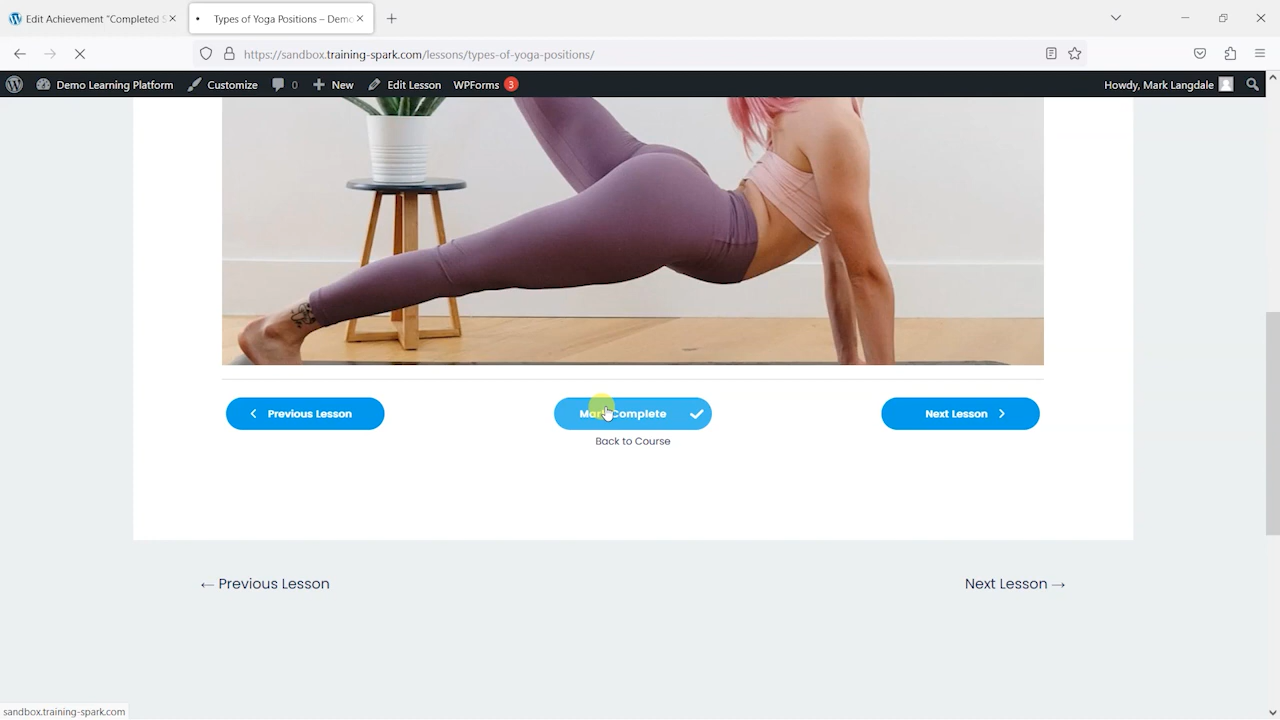 Edit Achievement "Completed 5
Types of Yoga Positions – Demo
https://sandbox.training-spark.com/lessons/types-of-yoga-positions/
Demo Learning Platform
Customize
0
New
Edit Lesson
WPForms 3
Howdy, Mark Langdale
Previous Lesson
Mark Complete
Next Lesson
Back to Course
← Previous Lesson
Next Lesson →
sandbox.training-spark.com